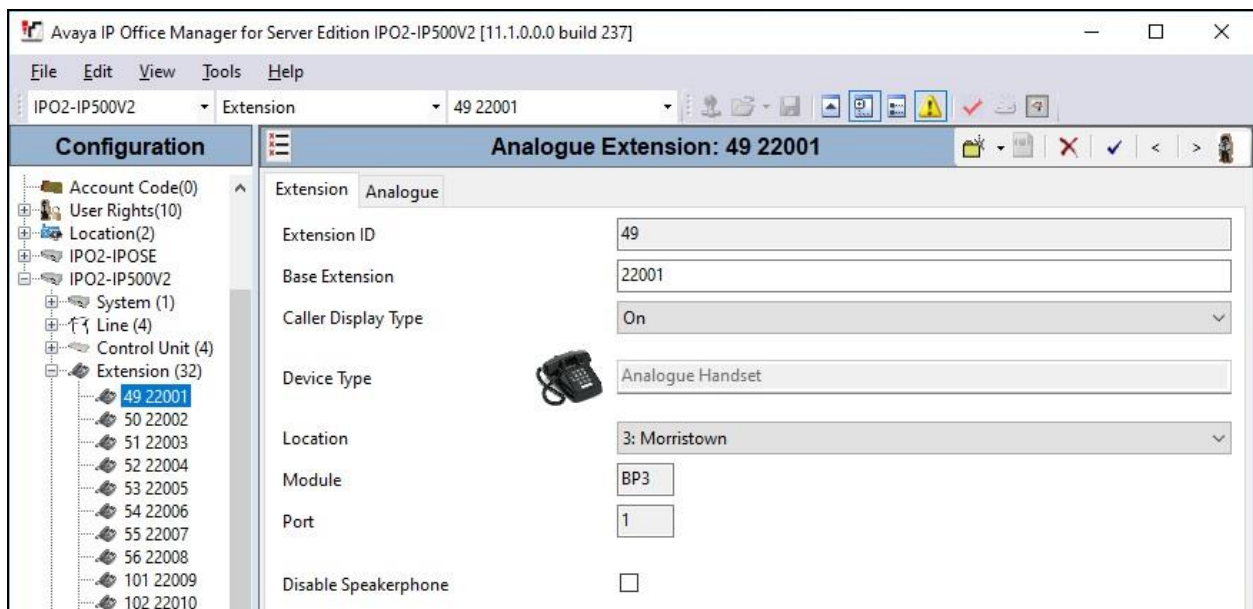 Avaya IP Office Manager for Server Edition IPO2-IP500V2 [11.1.0.0.0 build 237]
File Edit View Tools Help
IPO2-IP500V2 Extension 49 22001
Configuration
Account Code(0)
User Rights(10)
Location(2)
IPO2-IPOSE
IPO2-IP500V2
System (1)
Line (4)
Control Unit (4)
Extension (32)
49 22001
50 22002
51 22003
52 22004
53 22005
54 22006
55 22007
56 22008
101 22009
102 22010
Analogue Extension: 49 22001
Extension Analogue
Extension ID 49
Base Extension 22001
Caller Display Type On
Device Type Analogue Handset
Location 3: Morristown
Module BP3
Port 1
Disable Speakerphone